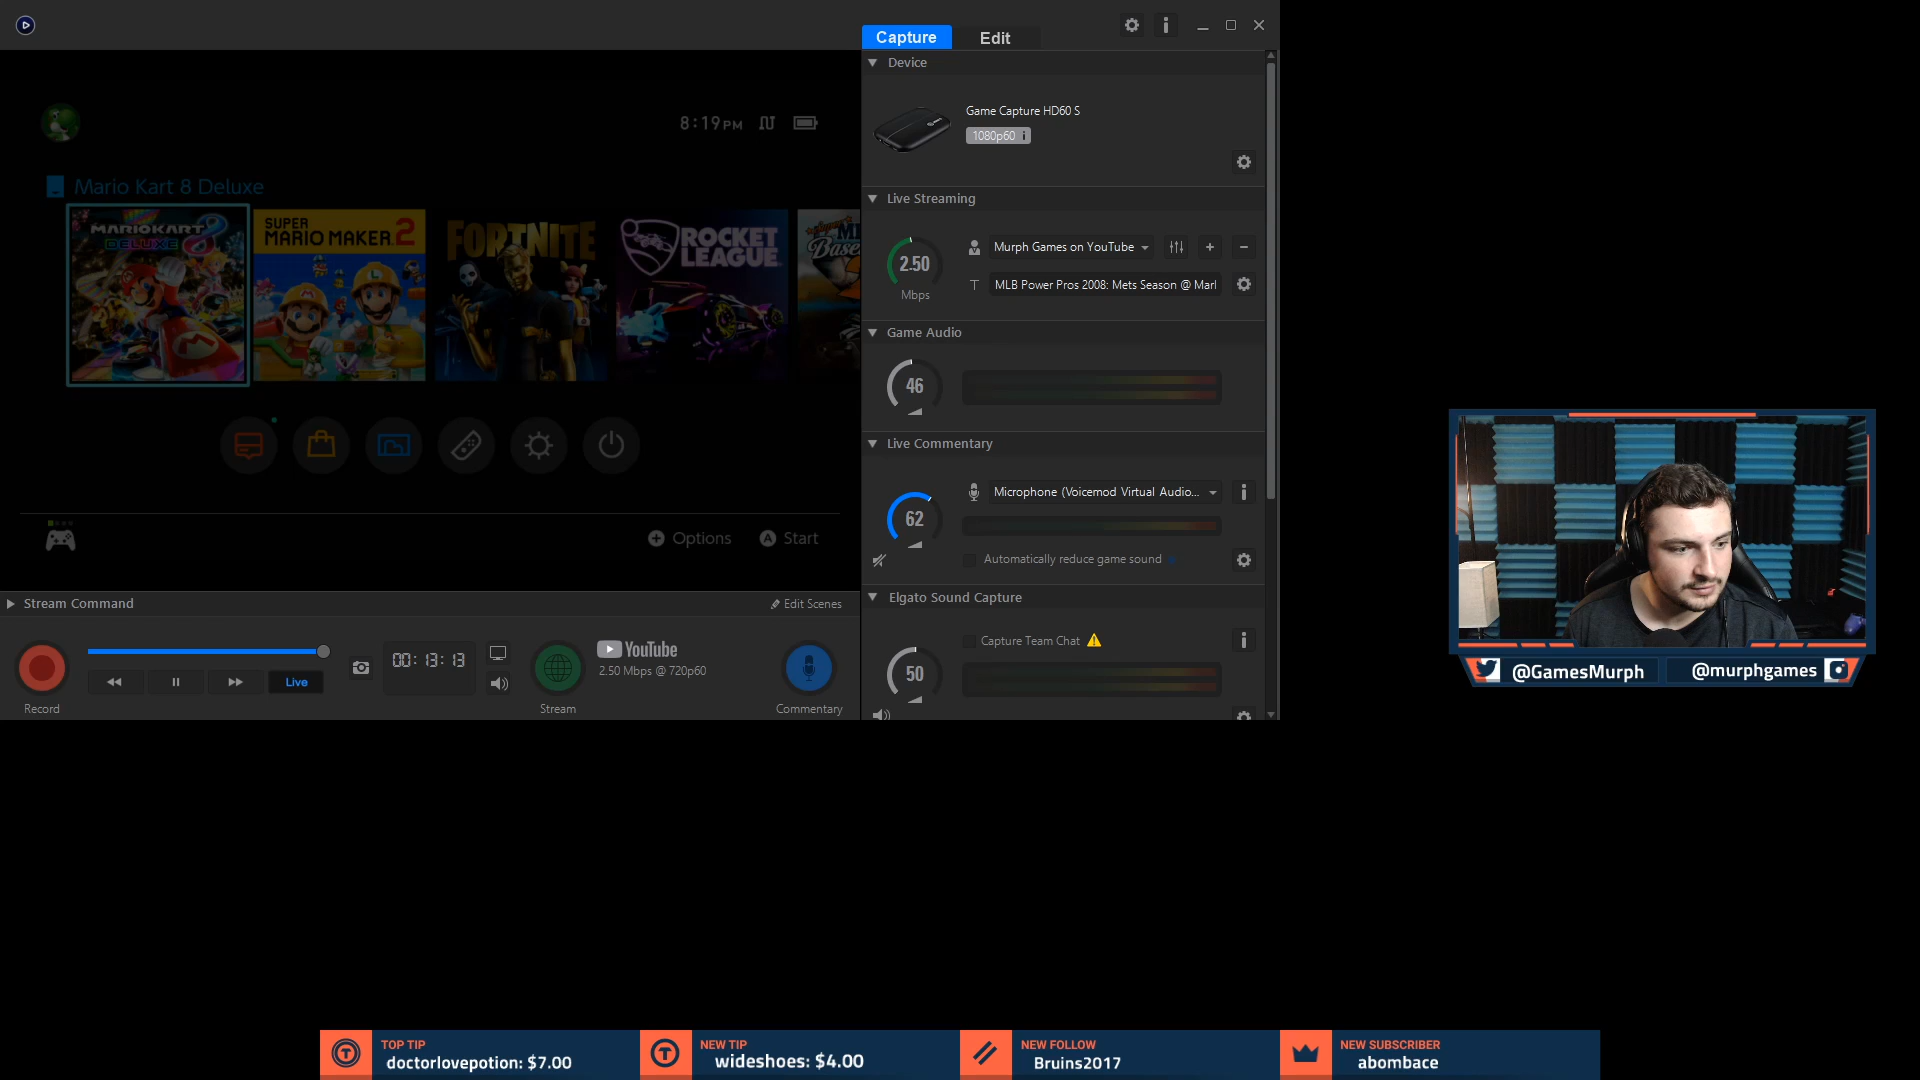 Capture
Edit
Device
8:19 PM
Game Capture HD60 S
1080p60 i
Mario Kart 8 Deluxe
Live Streaming
MARIOKART 8
DELUXE
SUPER
MARIO MAKER 2
FORTNITE
ROCKET
LEAGUE
Base
2.50
Mbps
Murph Games on YouTube
T
MLB Power Pros 2008: Mets Season @ Marl
Game Audio
46
Live Commentary
62
Microphone (Voicemod Virtual Audio...
Automatically reduce game sound
Options
A Start
Stream Command
Edit Scenes
Elgato Sound Capture
Capture Team Chat
50
00:13:13
YouTube
2.50 Mbps @ 720p60
Live
Record
Stream
Commentary
@GamesMurph
@murphgames
TOP TIP
doctorlovepotion: $7.00
NEW TIP
wideshoes: $4.00
NEW FOLLOW
Bruins2017
NEW SUBSCRIBER
abombace